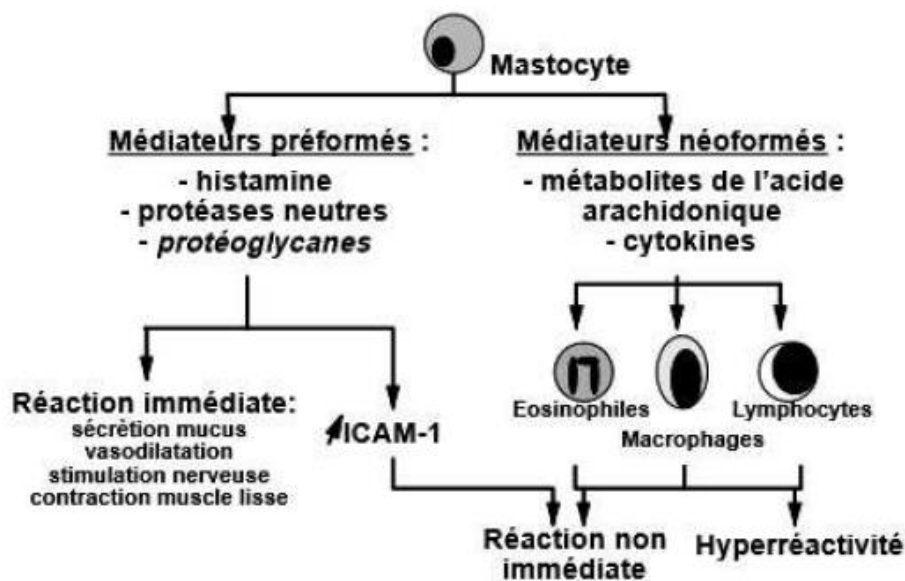 Mastocyte
Médiateurs préformés :
- histamine
- protéases neutres
- protéoglycanes
Médiateurs néoformés :
- métabolites de l'acide
arachidonique
- cytokines
Réaction immédiate:
sécrètion mucus
vasodilatation
stimulation nerveuse
contraction muscle lisse
ICAM-1
Eosinophiles
Macrophages
Lymphocytes
Réaction non
immédiate
Hyperréactivité